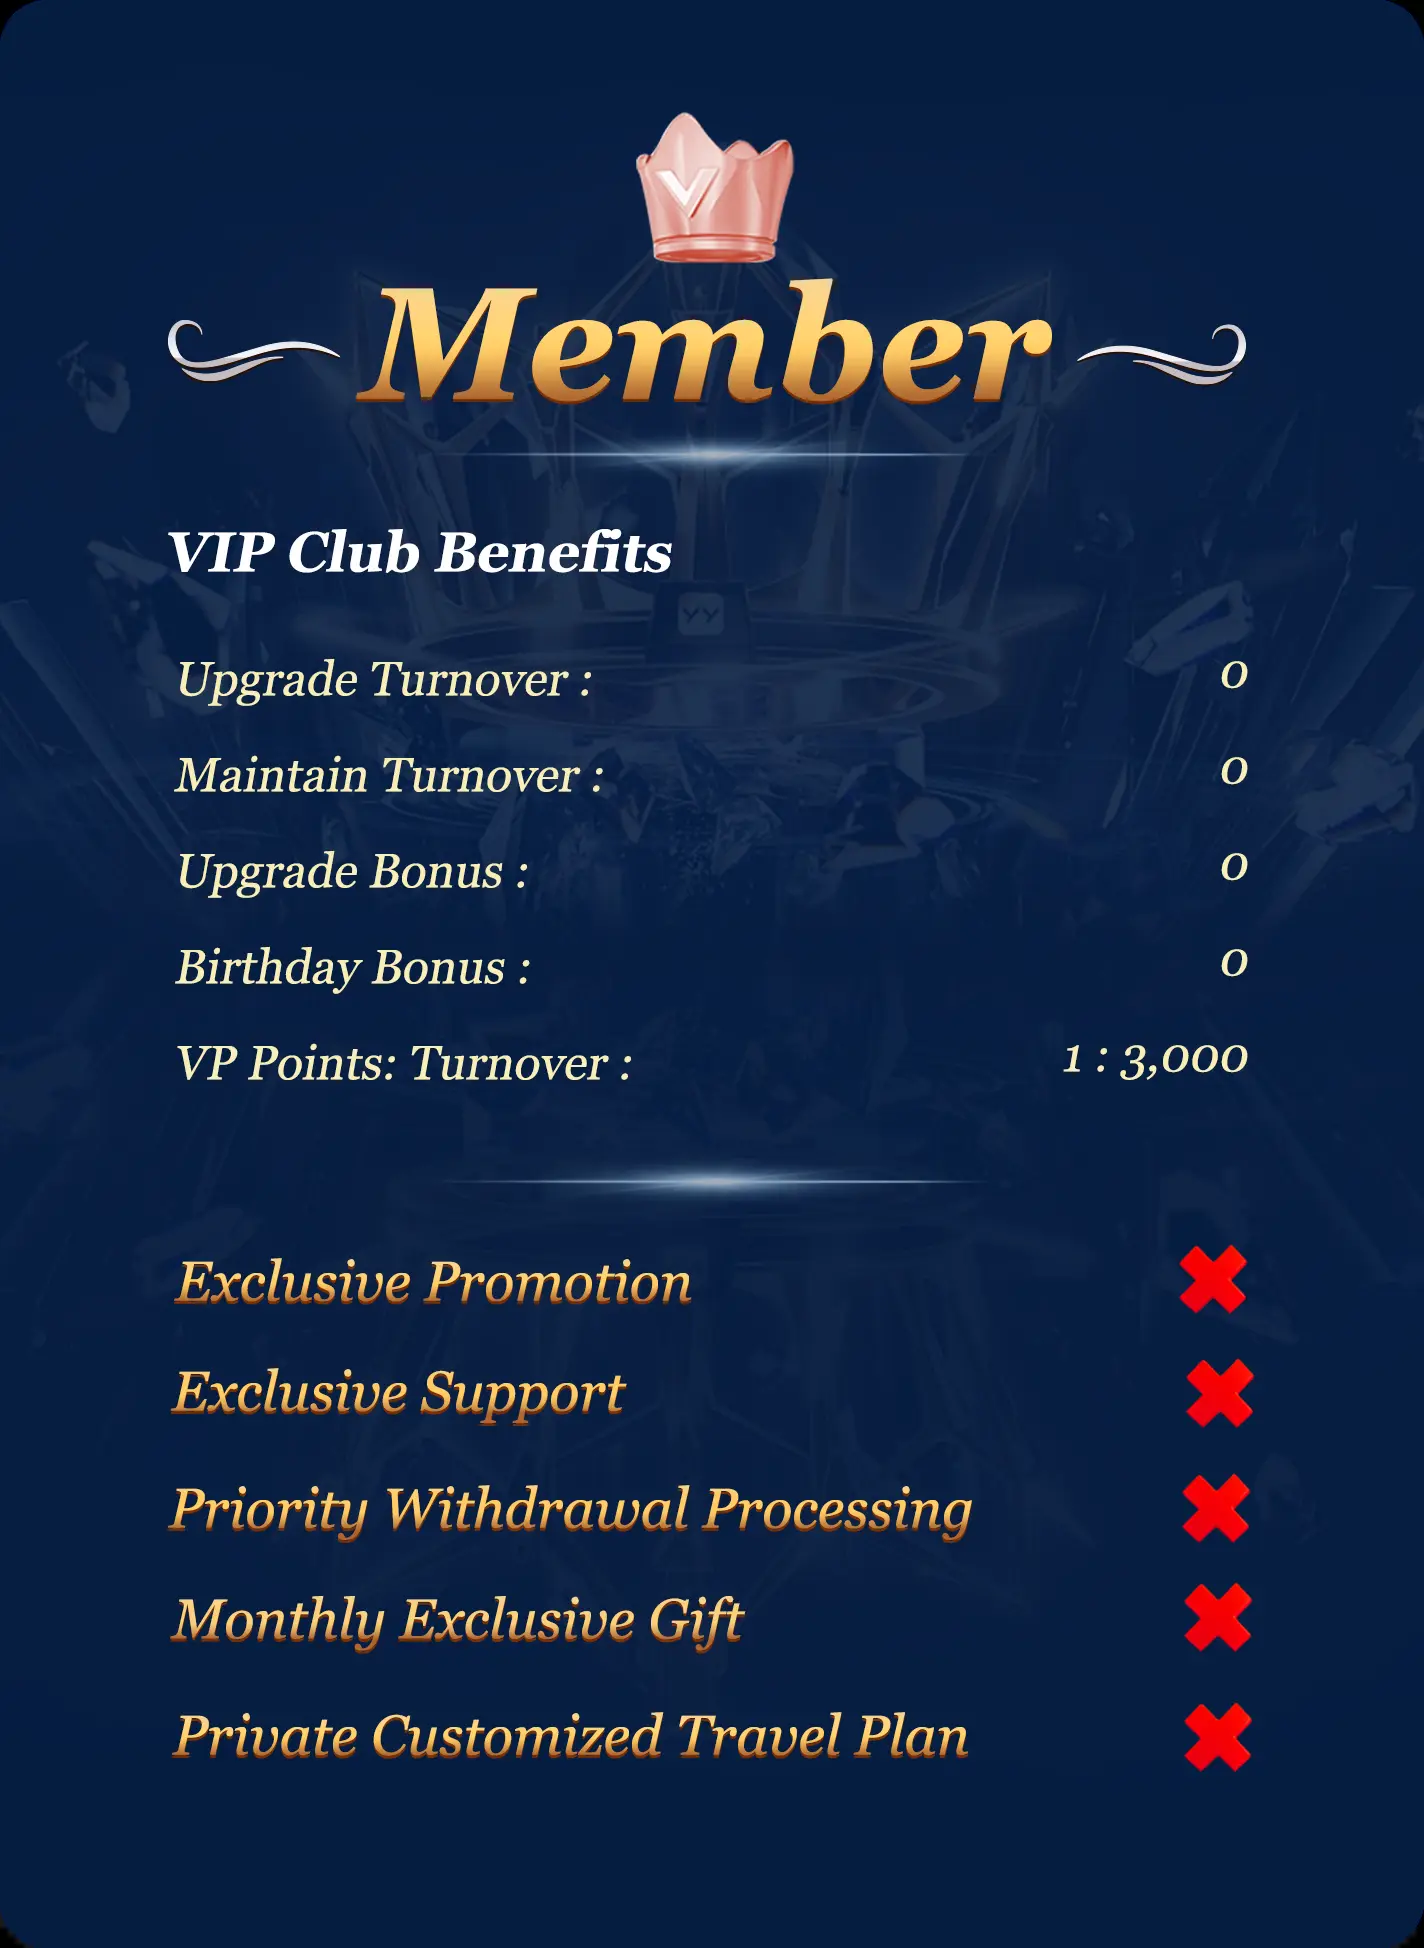 V
Member
VIP Club Benefits
Upgrade Turnover : 0
Maintain Turnover : 0
Upgrade Bonus : 0
Birthday Bonus : 0
VP Points: Turnover : 1 : 3,000
Exclusive Promotion
Exclusive Support
Priority Withdrawal Processing
Monthly Exclusive Gift
Private Customized Travel Plan